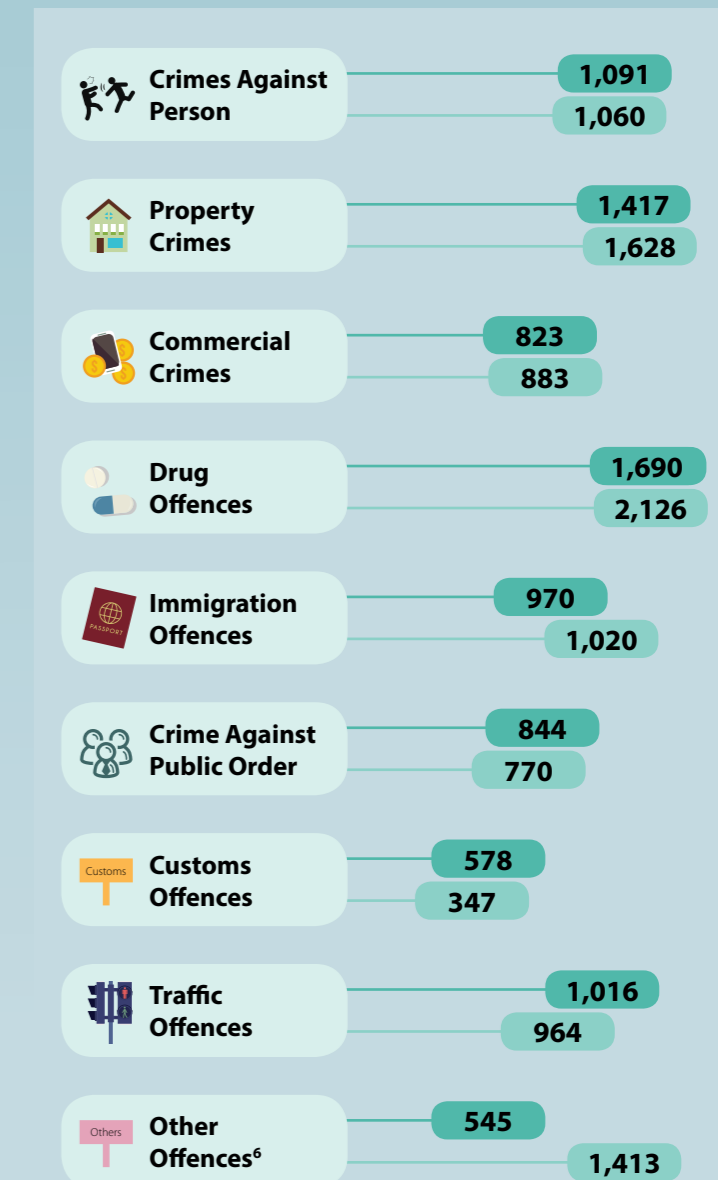 Crimes Against
Person
1,091
1,060
Property
Crimes
1,417
1,628
Commercial
Crimes
823
883
Drug
Offences
1,690
2,126
PASSPORT
Immigration
Offences
970
1,020
Crime Against
Public Order
844
770
Customs
Customs
Offences
578
347
Traffic
Offences
1,016
964
Others
Other
Offences⁶
545
1,413